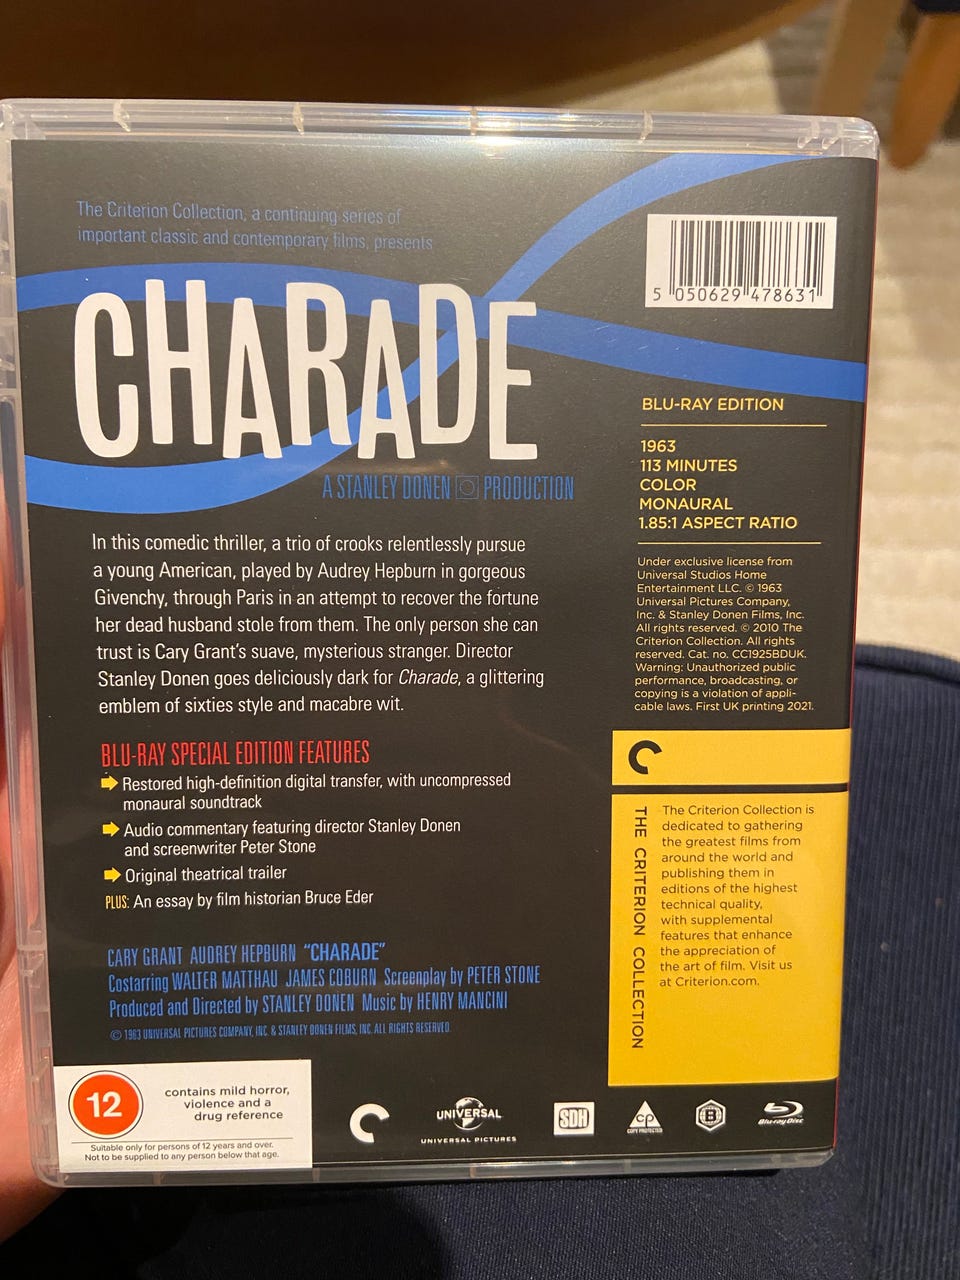 The Criterion Collection, a continuing series of
important classic and contemporary films, presents
CHARADE
A STANLEY DONEN PRODUCTION
In this comedic thriller, a trio of crooks relentlessly pursue
a young American, played by Audrey Hepburn in gorgeous
Givenchy, through Paris in an attempt to recover the fortune
her dead husband stole from them. The only person she can
trust is Cary Grant's suave, mysterious stranger. Director
Stanley Donen goes deliciously dark for Charade, a glittering
emblem of sixties style and macabre wit.
BLU-RAY SPECIAL EDITION FEATURES
Restored high-definition digital transfer, with uncompressed
monaural soundtrack
Audio commentary featuring director Stanley Donen
and screenwriter Peter Stone
Original theatrical trailer
PLUS: An essay by film historian Bruce Eder
CARY GRANT AUDREY HEPBURN "CHARADE"
Costarring WALTER MATTHAU JAMES COBURN Screenplay by PETER STONE
Produced and Directed by STANLEY DONEN Music by HENRY MANCINI
© 1963 UNIVERSAL PICTURES COMPANY, INC. & STANLEY DONEN FILMS, INC. ALL RIGHTS RESERVED.
5 050629 478631
BLU-RAY EDITION
1963
113 MINUTES
COLOR
MONAURAL
1.85:1 ASPECT RATIO
Under exclusive license from
Universal Studios Home
Entertainment LLC. © 1963
Universal Pictures Company,
Inc. & Stanley Donen Films, Inc.
All rights reserved. © 2010 The
Criterion Collection. All rights
reserved. Cat. no. CC1925BDUK.
Warning: Unauthorized public
performance, broadcasting, or
copying is a violation of appli-
cable laws. First UK printing 2021.
THE CRITERION COLLECTION
The Criterion Collection is
dedicated to gathering
the greatest films from
around the world and
publishing them in
editions of the highest
technical quality,
with supplemental
features that enhance
the appreciation of
the art of film. Visit us
at Criterion.com.
12
contains mild horror,
violence and a
drug reference
Suitable only for persons of 12 years and over.
Not to be supplied to any person below that age.
UNIVERSAL
UNIVERSAL PICTURES
SDH
CP
COPY PROTECTED
B
Blu-ray Disc